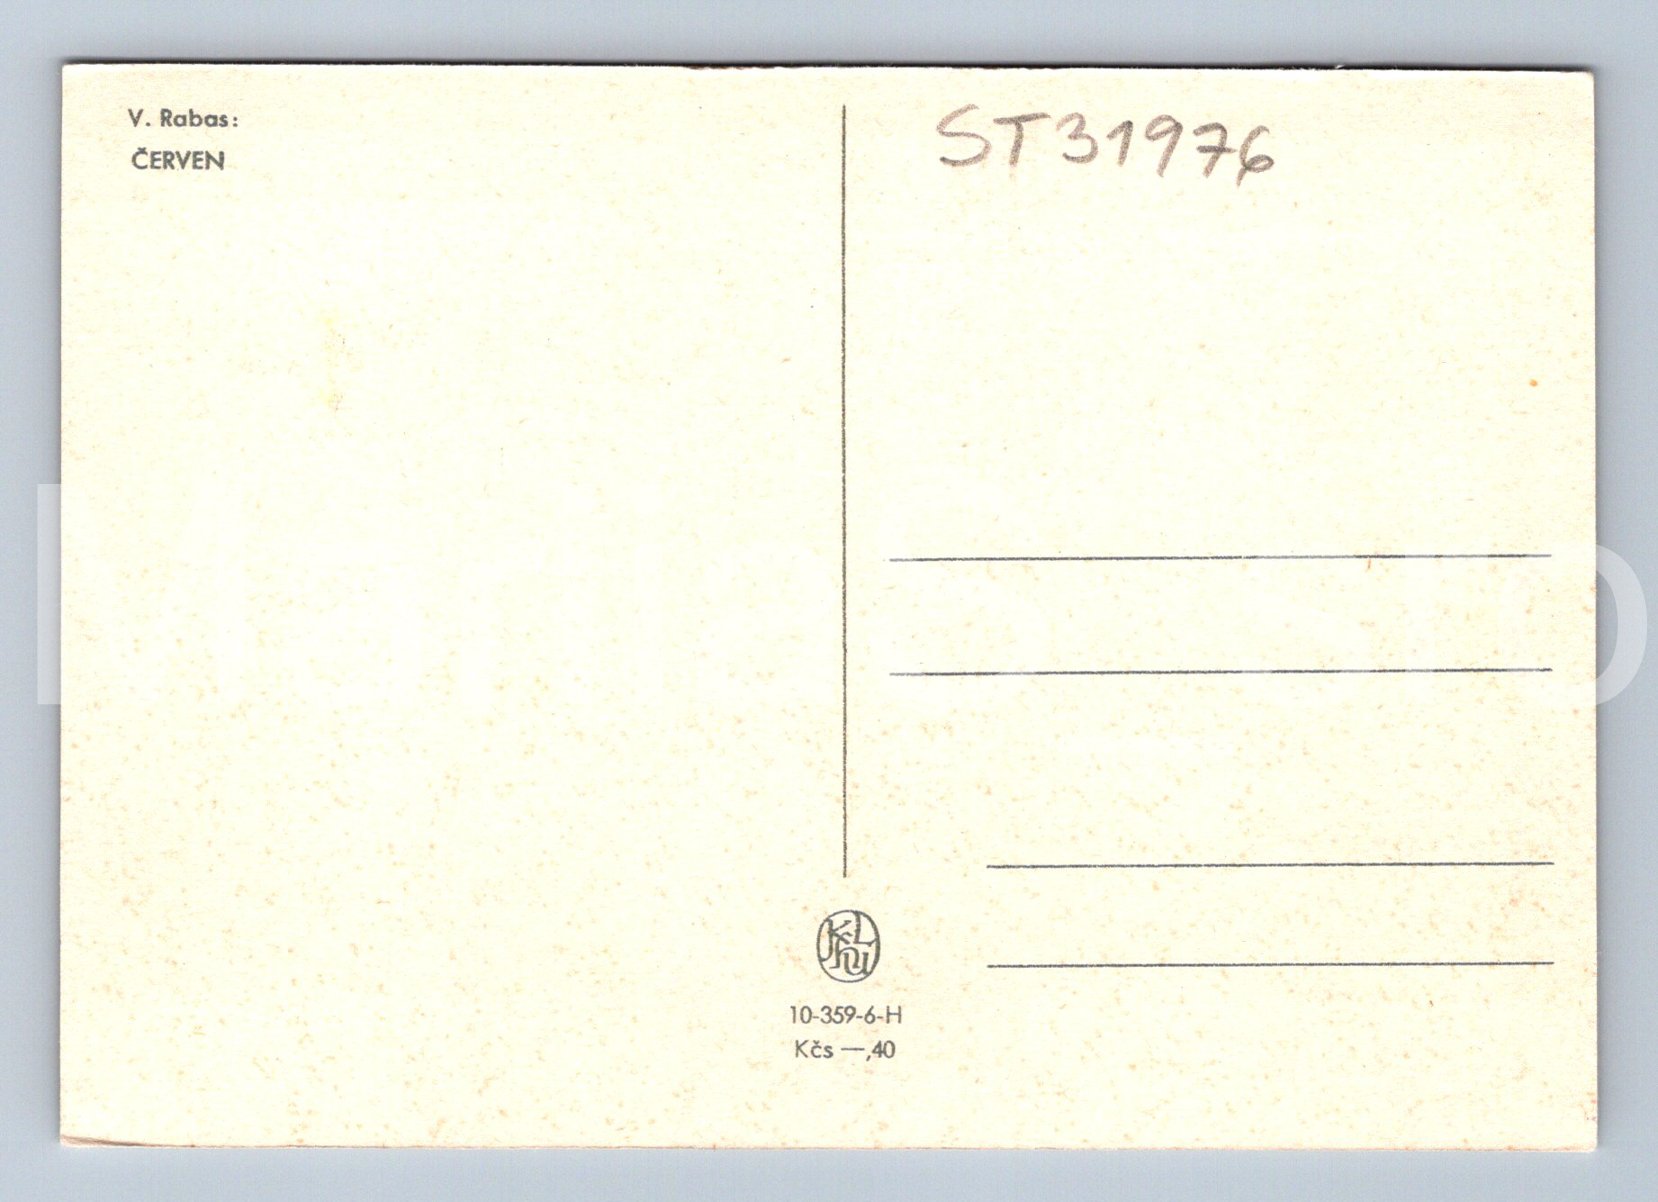 V. Rabas:
ČERVEN
ST31976
10-359-6-H
Kčs —,40